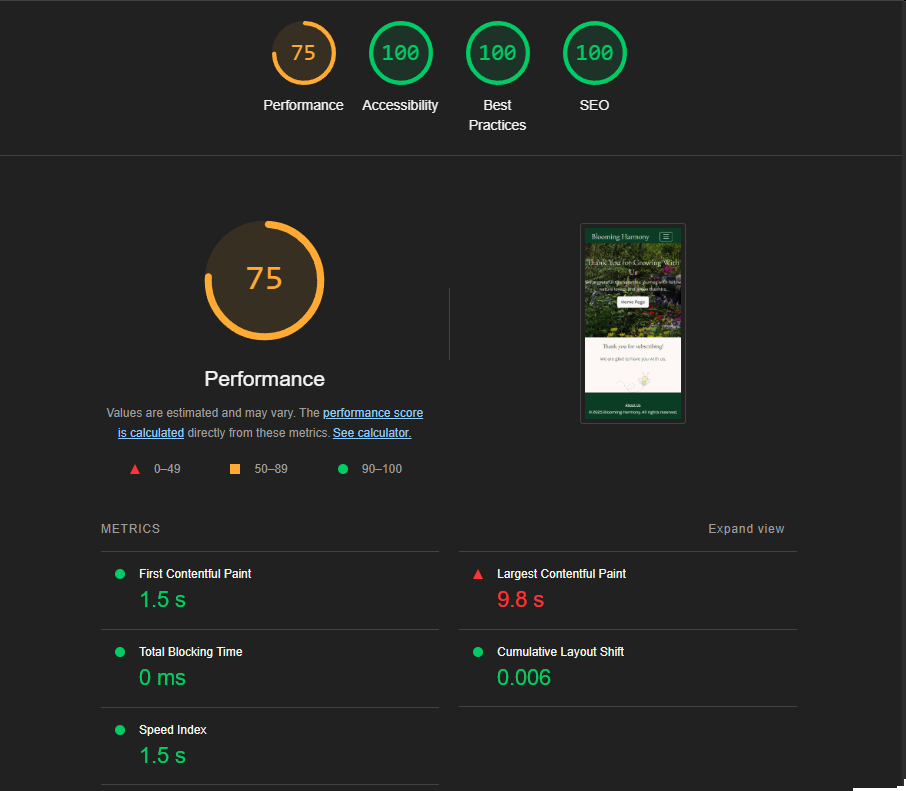 75
100
100
100
Performance
Accessibility
Best
Practices
SEO
75
Performance
Values are estimated and may vary. The performance score
is calculated directly from these metrics. See calculator.
0–49
50–89
90–100
Blooming Harmony
Thank You for Growing With
Us
Home Page
Thank you for subscribing!
We are glad to have you with us.
About Us
© 2025 Blooming Harmony. All rights reserved.
METRICS
Expand view
First Contentful Paint
1.5 s
Largest Contentful Paint
9.8 s
Total Blocking Time
0 ms
Cumulative Layout Shift
0.006
Speed Index
1.5 s